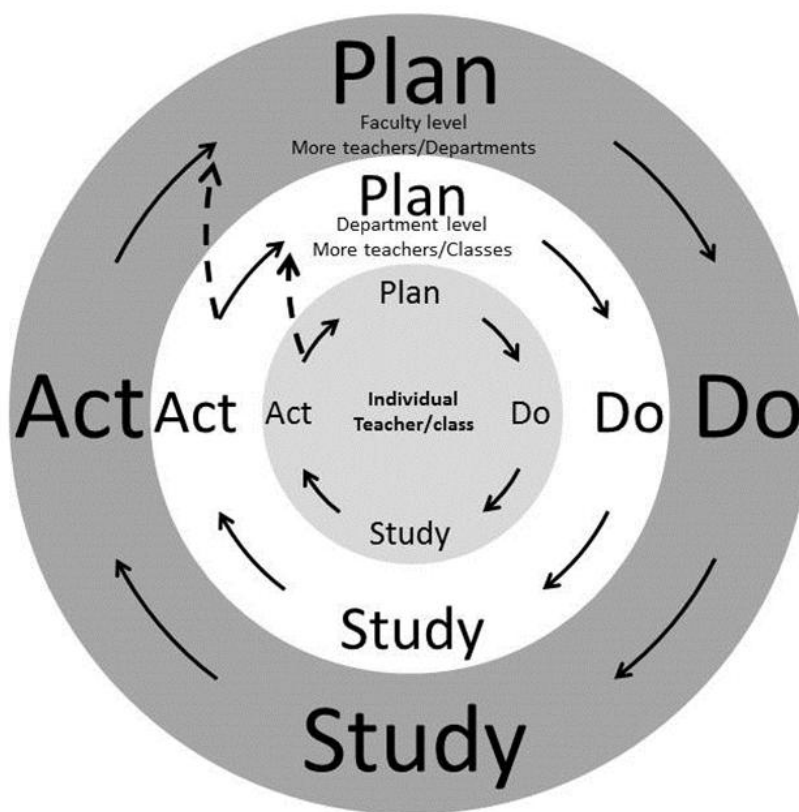 Plan
Faculty level
More teachers/Departments
Plan
Department level
More teachers/Classes
Plan
Act Act Act Individual Do Do Do
Teacher/class
Study
Study
Study